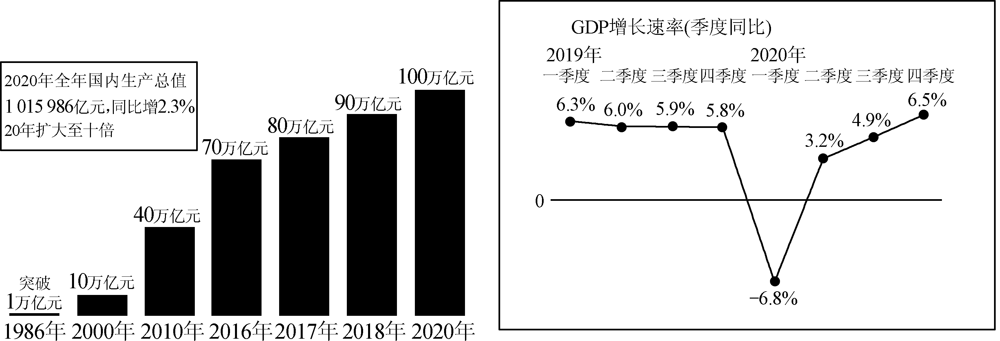 2020年全年国内生产总值
1 015 986亿元,同比增2.3%
20年扩大至十倍
突破
1万亿元
10万亿元
40万亿元
70万亿元
80万亿元
90万亿元
100万亿元
1986年 2000年 2010年 2016年 2017年 2018年 2020年
GDP增长速率(季度同比)
2019年 2020年
一季度 二季度 三季度 四季度 一季度 二季度 三季度 四季度
6.3% 6.0% 5.9% 5.8% 3.2% 4.9% 6.5%
0
−6.8%